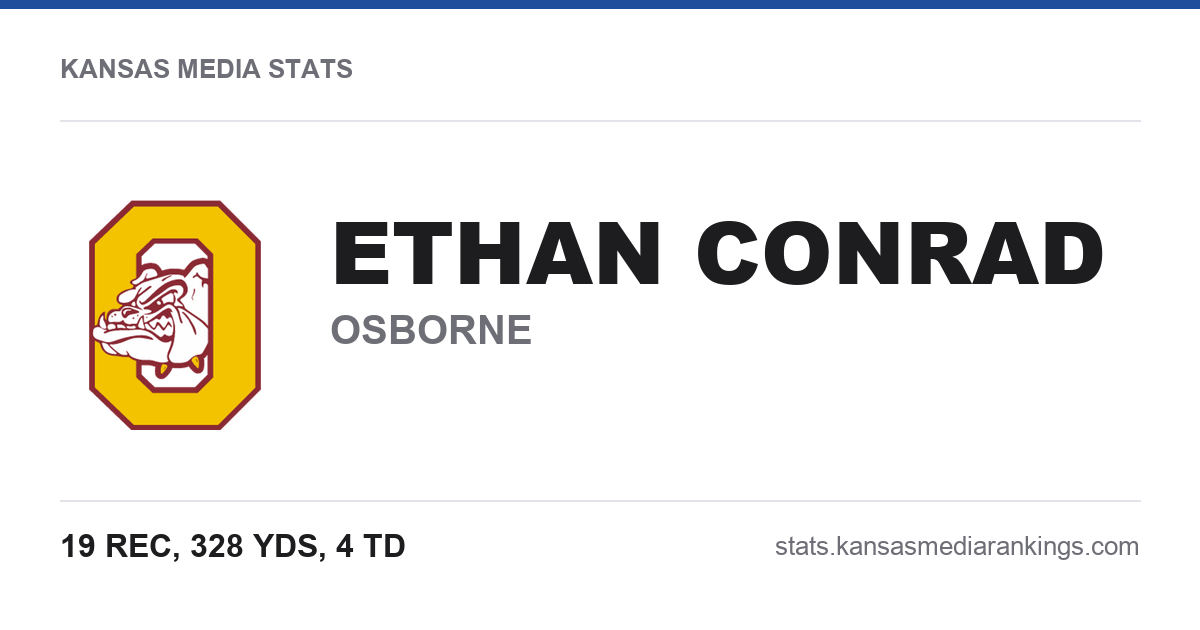 KANSAS MEDIA STATS
ETHAN CONRAD
OSBORNE
19 REC, 328 YDS, 4 TD
stats.kansasmediarankings.com